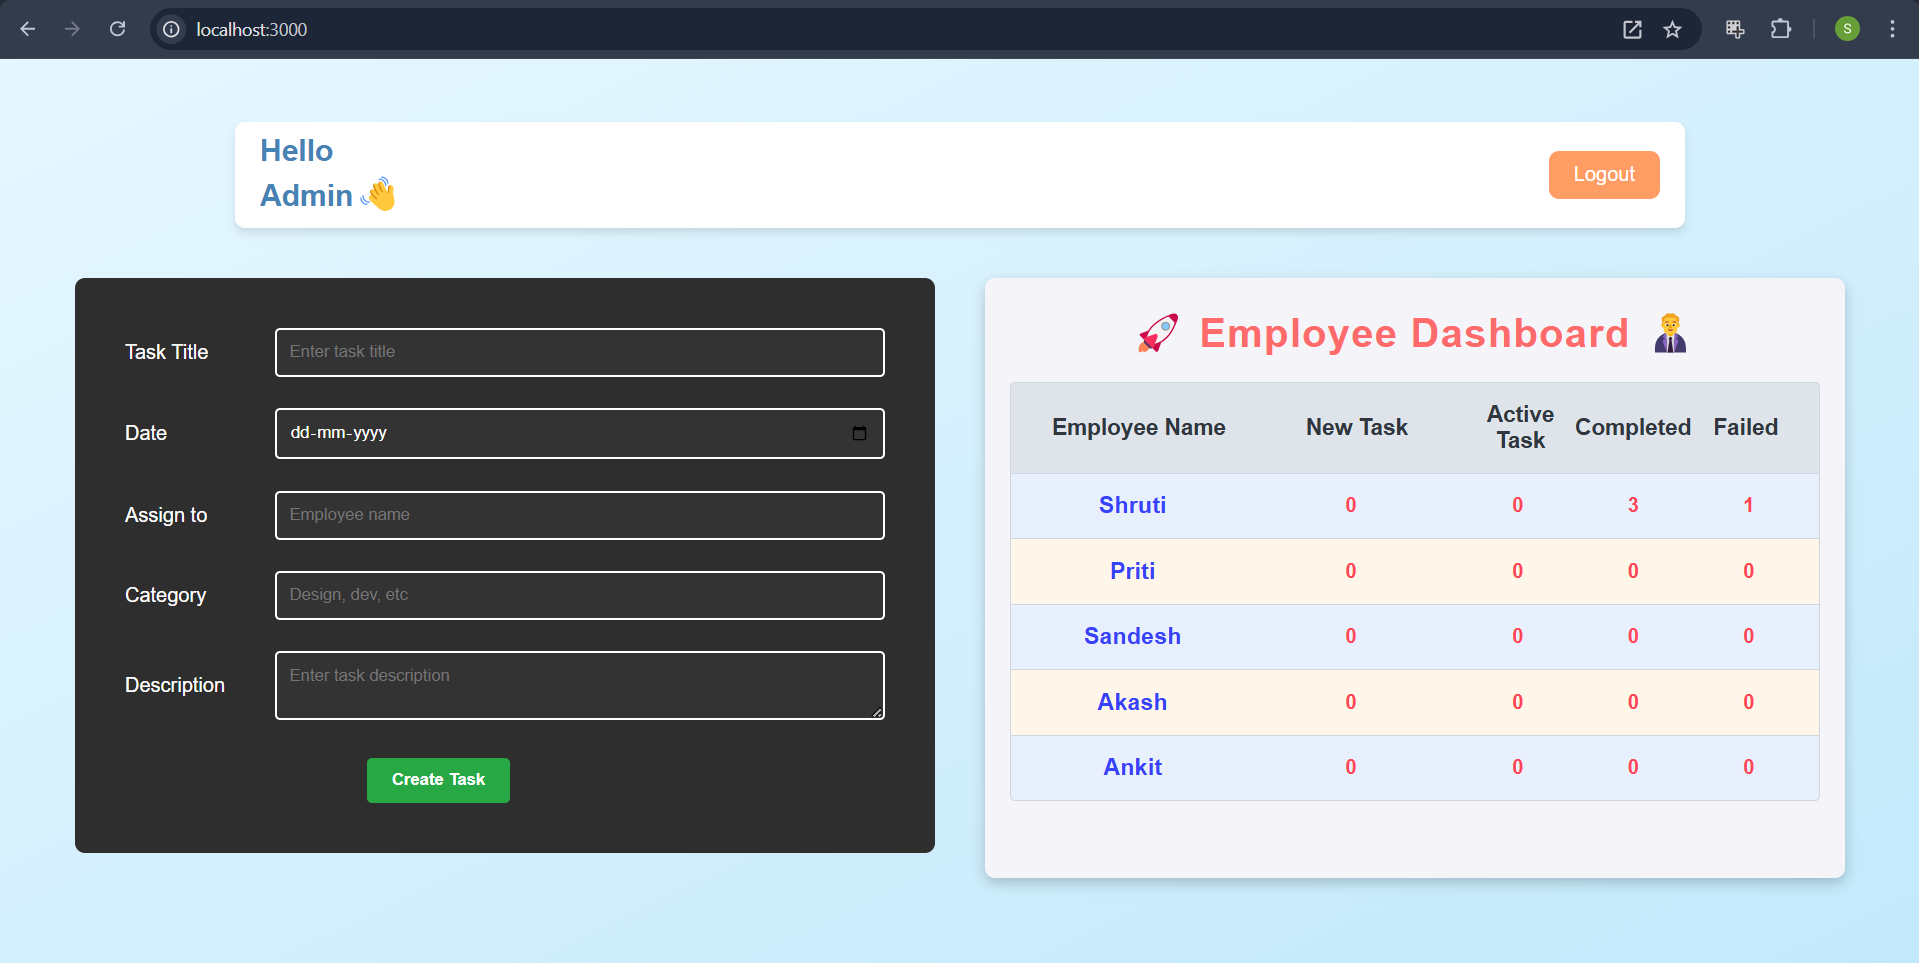 localhost:3000
S
Hello
Admin 👋
Logout
Task Title
Enter task title
Date
dd-mm-yyyy
Assign to
Employee name
Category
Design, dev, etc
Description
Enter task description
Create Task
🚀 Employee Dashboard 👨‍💼
Employee Name New Task Active Task Completed Failed
Shruti 0 0 3 1
Priti 0 0 0 0
Sandesh 0 0 0 0
Akash 0 0 0 0
Ankit 0 0 0 0